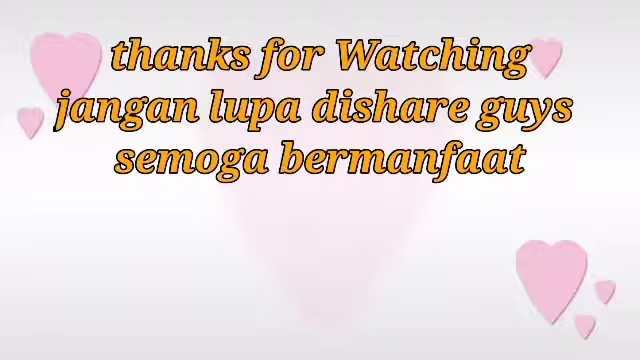 thanks for Watching
jangan lupa dishare guys
semoga bermanfaat